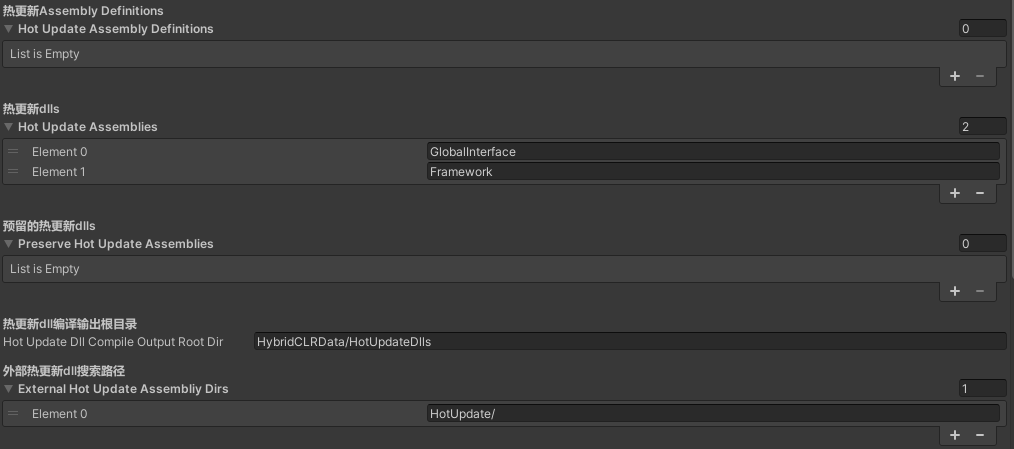 热更新Assembly Definitions
Hot Update Assembly Definitions 0
List is Empty
+ −
热更新dlls
Hot Update Assemblies 2
Element 0 GlobalInterface
Element 1 Framework
+ −
预留的热更新dlls
Preserve Hot Update Assemblies 0
List is Empty
+ −
热更新dll编译输出根目录
Hot Update Dll Compile Output Root Dir HybridCLRData/HotUpdateDlls
外部热更新dll搜索路径
External Hot Update Assembliy Dirs 1
Element 0 HotUpdate/
+ −